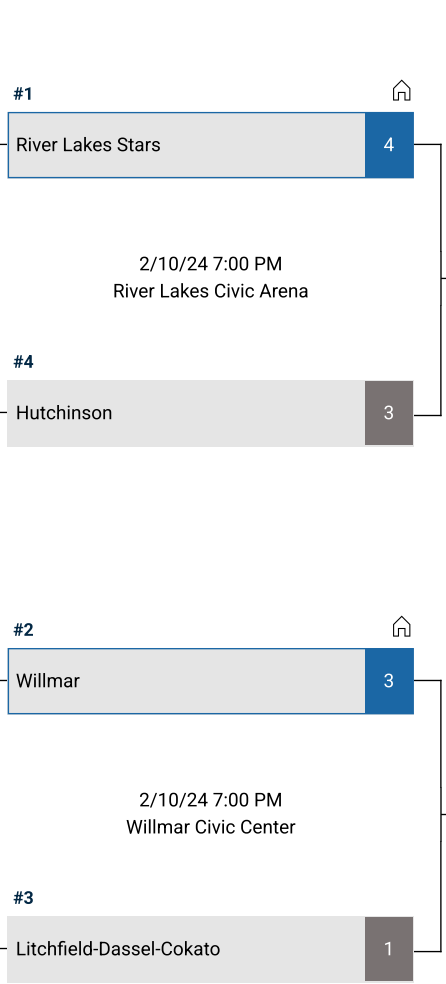 #1
River Lakes Stars 4
2/10/24 7:00 PM
River Lakes Civic Arena
#4
Hutchinson 3
#2
Willmar 3
2/10/24 7:00 PM
Willmar Civic Center
#3
Litchfield-Dassel-Cokato 1